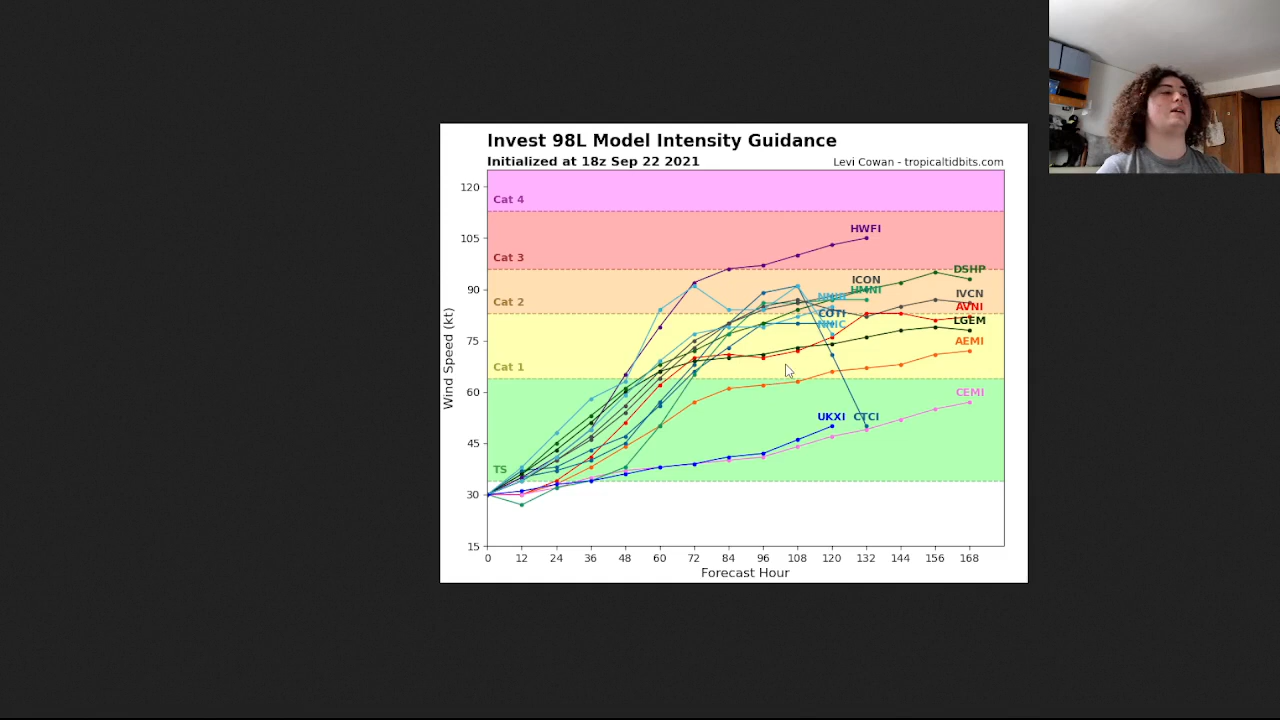 Invest 98L Model Intensity Guidance
Initialized at 18z Sep 22 2021
Levi Cowan - tropicaltidbits.com
Wind Speed (kt)
120
105
90
75
60
45
30
15
Cat 4
Cat 3
Cat 2
Cat 1
TS
HWFI
DSHP
ICON
HMNI
IVCN
AVNI
COTI
LGEM
NNIC
AEMI
CEMI
UKXI
CTCI
0 12 24 36 48 60 72 84 96 108 120 132 144 156 168
Forecast Hour